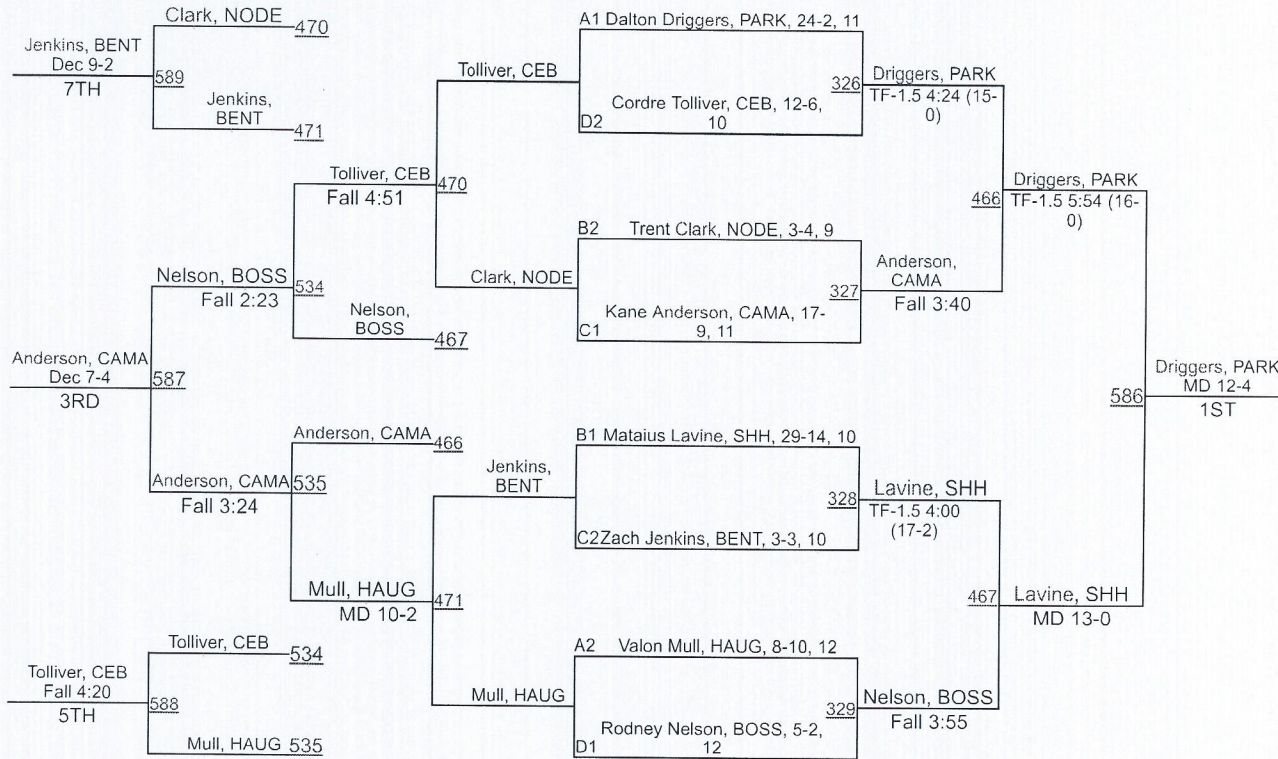 Clark, NODE
470
Jenkins, BENT
Dec 9-2
7TH
589
Jenkins,
BENT
471
Tolliver, CEB
Fall 4:51
470
Nelson, BOSS
Fall 2:23
534
Nelson,
BOSS
467
Anderson, CAMA
Dec 7-4
3RD
587
Anderson, CAMA
466
Anderson, CAMA
Fall 3:24
535
Mull, HAUG
MD 10-2
471
Tolliver, CEB
534
Tolliver, CEB
Fall 4:20
5TH
588
Mull, HAUG
535
Tolliver, CEB
Clark, NODE
Jenkins,
BENT
Mull, HAUG
A1 Dalton Driggers, PARK, 24-2, 11
326
Cordre Tolliver, CEB, 12-6,
10
D2
B2 Trent Clark, NODE, 3-4, 9
327
Kane Anderson, CAMA, 17-
9, 11
C1
B1 Mataius Lavine, SHH, 29-14, 10
328
C2 Zach Jenkins, BENT, 3-3, 10
A2 Valon Mull, HAUG, 8-10, 12
329
Rodney Nelson, BOSS, 5-2,
12
D1
Driggers, PARK
TF-1.5 4:24 (15-
0)
466
Anderson,
CAMA
Fall 3:40
Driggers, PARK
TF-1.5 5:54 (16-
0)
Lavine, SHH
TF-1.5 4:00
(17-2)
467
Nelson, BOSS
Fall 3:55
Lavine, SHH
MD 13-0
586
Driggers, PARK
MD 12-4
1ST